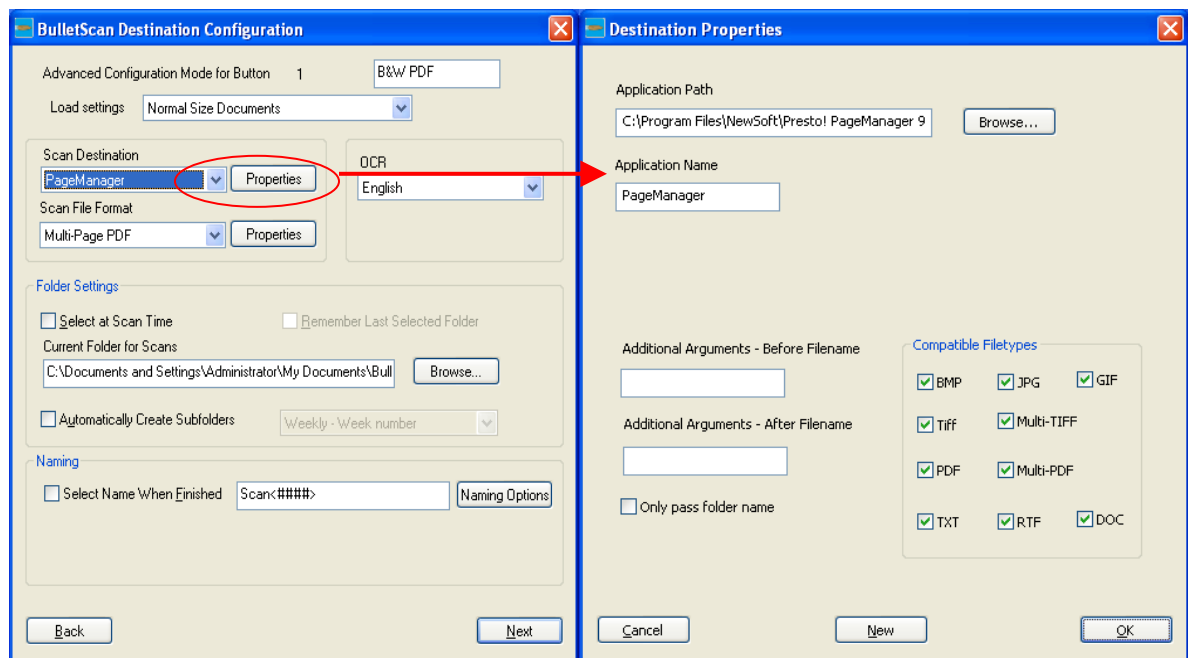 BulletScan Destination Configuration
Advanced Configuration Mode for Button 1 B&W PDF
Load settings Normal Size Documents
Scan Destination
PageManager Properties
Scan File Format
Multi-Page PDF Properties
OCR
English
Folder Settings
Select at Scan Time Remember Last Selected Folder
Current Folder for Scans
C:\Documents and Settings\Administrator\My Documents\Bull Browse...
Automatically Create Subfolders Weekly - Week number
Naming
Select Name When Finished Scan<####> Naming Options
Back Next
Destination Properties
Application Path
C:\Program Files\NewSoft\Presto! PageManager 9 Browse...
Application Name
PageManager
Additional Arguments - Before Filename
Additional Arguments - After Filename
Only pass folder name
Compatible Filetypes
BMP JPG GIF
Tiff Multi-TIFF
PDF Multi-PDF
TXT RTF DOC
Cancel New OK